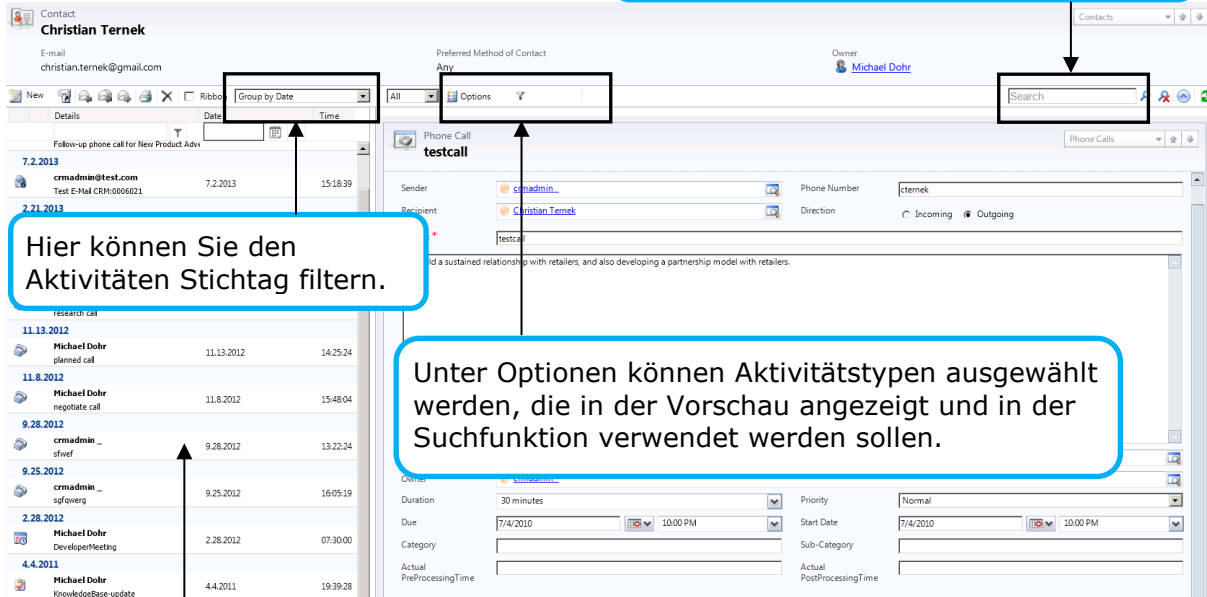 Contact
Christian Ternek
Contacts
E-mail
christian.ternek@gmail.com
Preferred Method of Contact
Any
Owner
Michael Dohr
New
Ribbo
Group by Date
All
Options
Search
Details
Date
Time
Follow-up phone call for New Product Adve
7.2.2013
crmadmin@test.com
Test E-Mail CRM:0006021
7.2.2013
15:18:39
2.21.2013
Hier können Sie den
Aktivitäten Stichtag filtern.
research call
11.13.2012
Michael Dohr
planned call
11.13.2012
14:25:24
11.8.2012
Michael Dohr
negotiate call
11.8.2012
15:48:04
9.28.2012
crmadmin _
sfwef
9.28.2012
13:22:24
9.25.2012
crmadmin _
sgfqwerg
9.25.2012
16:05:19
2.28.2012
Michael Dohr
DeveloperMeeting
2.28.2012
07:30:00
4.4.2011
Michael Dohr
KnowledgeBase-update
4.4.2011
19:39:28
Phone Call
testcall
Phone Calls
Sender
crmadmin_
Phone Number
cternek
Recipient
Christian Ternek
Direction
Incoming
Outgoing
*
testcall
ld a sustained relationship with retailers, and also developing a partnership model with retailers.
Unter Optionen können Aktivitätstypen ausgewählt
werden, die in der Vorschau angezeigt und in der
Suchfunktion verwendet werden sollen.
Owner
crmadmin_
Duration
30 minutes
Priority
Normal
Due
7/4/2010
10:00 PM
Start Date
7/4/2010
10:00 PM
Category
Sub-Category
Actual
PreProcessingTime
Actual
PostProcessingTime